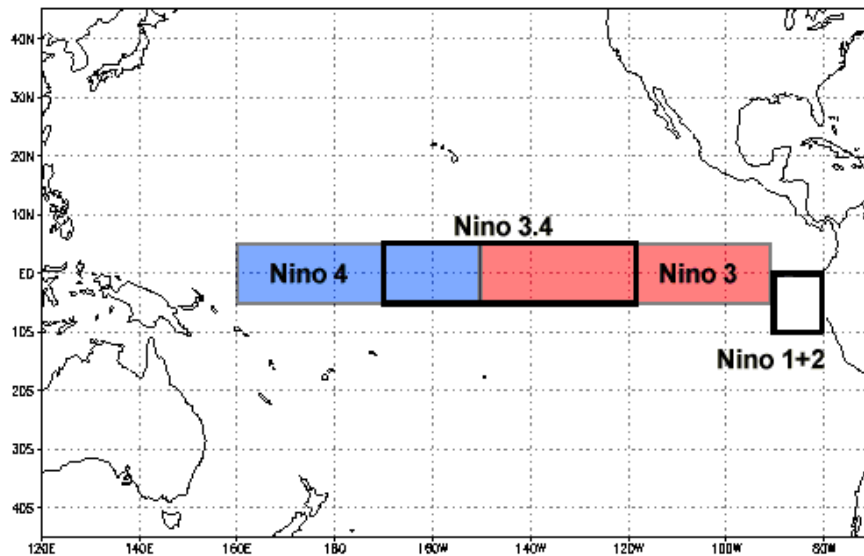 40N
30N
20N
10N
EQ
10S
20S
30S
40S
Nino 3.4
Nino 4
Nino 3
Nino 1+2
120E
140E
160E
180
160W
140W
120W
100W
80W